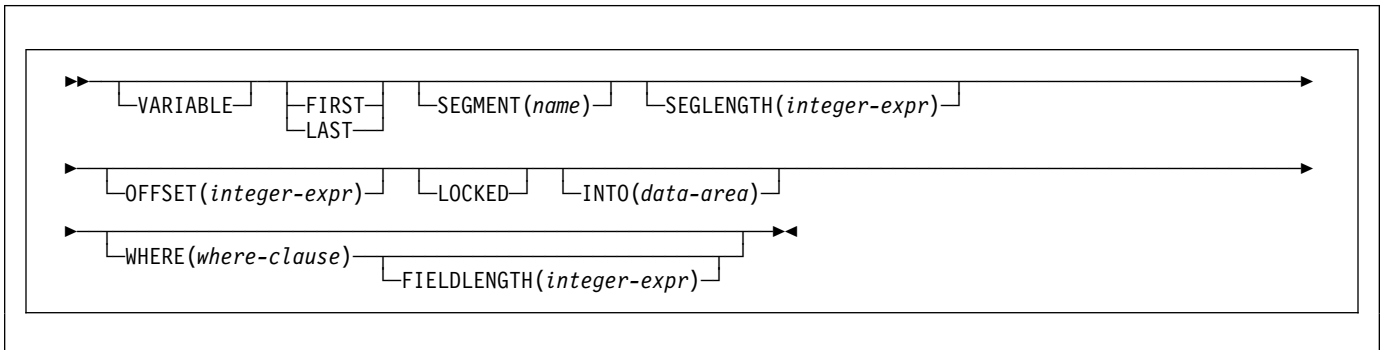 VARIABLE FIRST SEGMENT(name) SEGLENGTH(integer-expr)
LAST
OFFSET(integer-expr) LOCKED INTO(data-area)
WHERE(where-clause)
FIELDLENGTH(integer-expr)